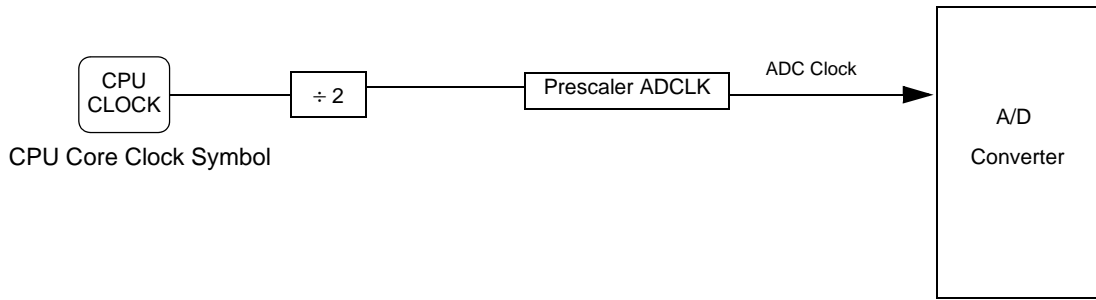 CPU
CLOCK
CPU Core Clock Symbol
÷ 2
Prescaler ADCLK
ADC Clock
A/D
Converter